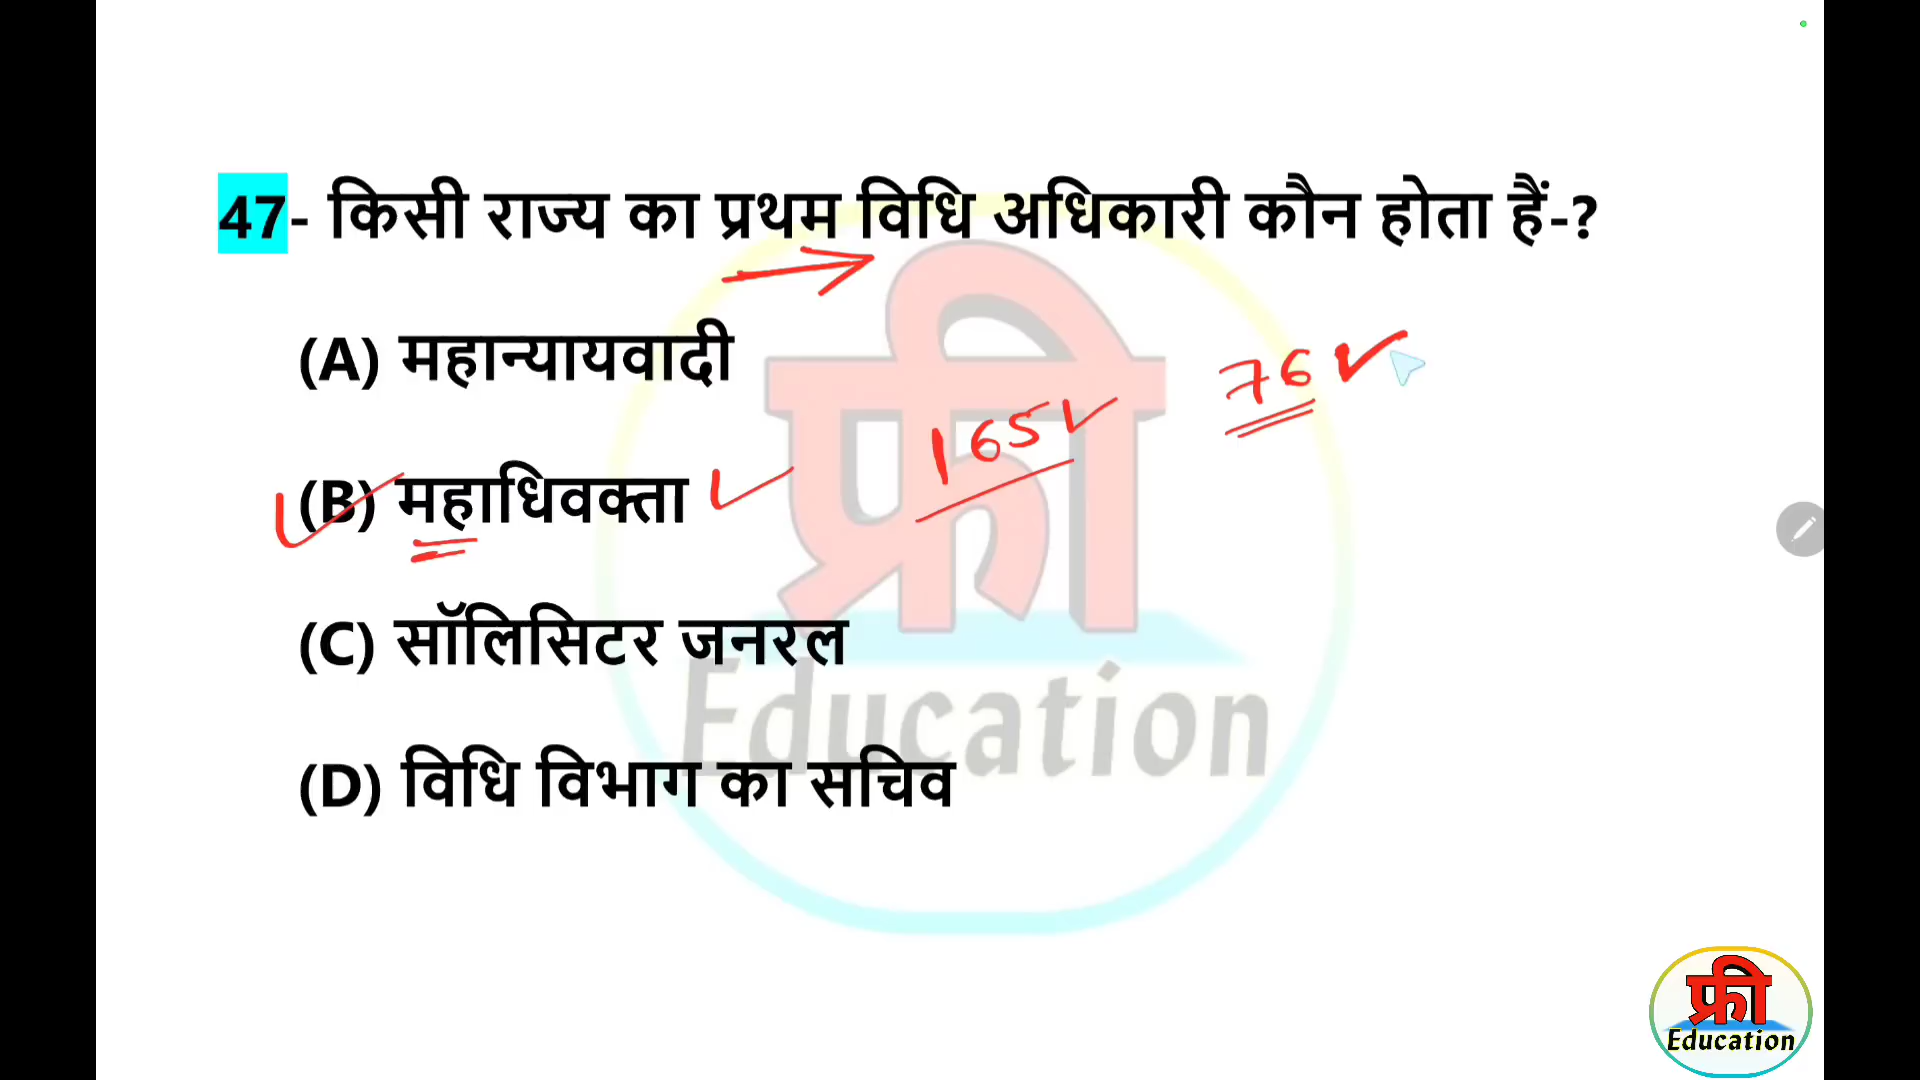 47- किसी राज्य का प्रथम विधि अधिकारी कौन होता हैं-?
(A) महान्यायवादी
76
165
(B) महाधिवक्ता
(C) सॉलिसिटर जनरल
(D) विधि विभाग का सचिव
फ्री
Education
फ्री
Education